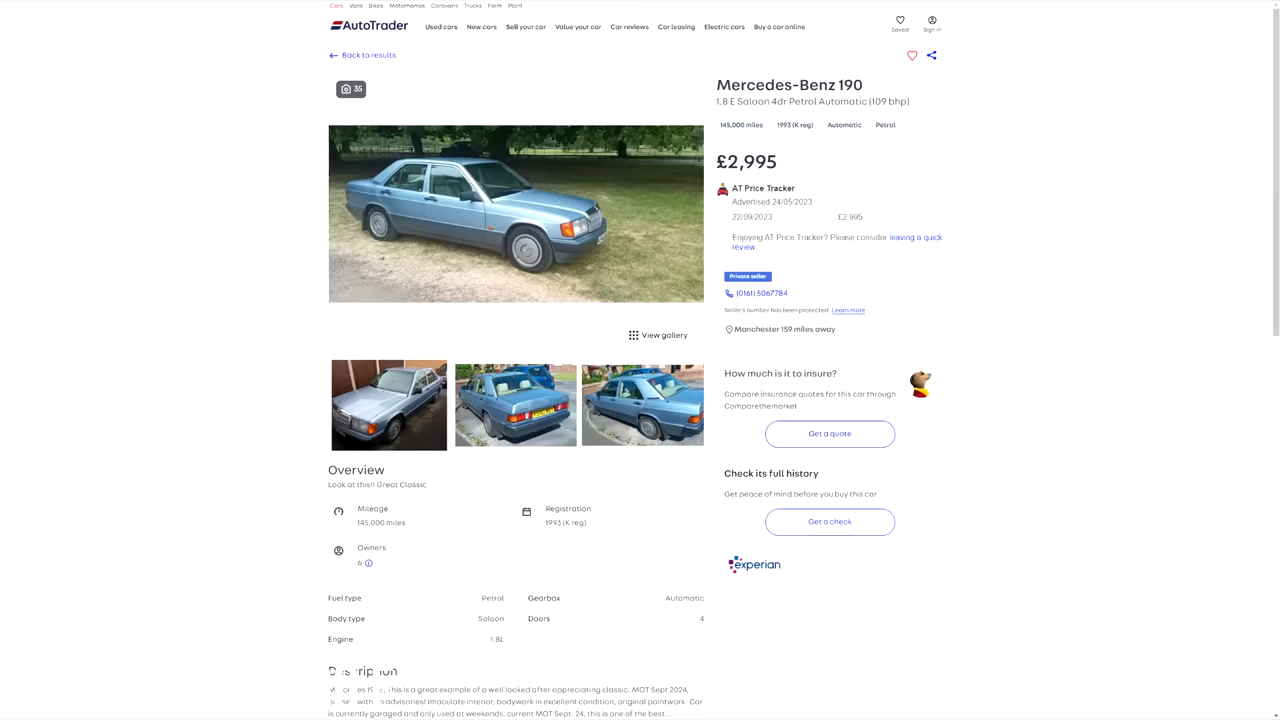 Cars Vans Bikes Motorhomes Caravans Trucks Farm Plant
AutoTrader Used cars New cars Sell your car Value your car Car reviews Car leasing Electric cars Buy a car online Saved Sign in
Back to results
35
Mercedes-Benz 190
1.8 E Saloon 4dr Petrol Automatic (109 bhp)
145,000 miles 1993 (K reg) Automatic Petrol
£2,995
AT Price Tracker
Advertised 24/05/2023
22/09/2023 £2,995
Enjoying AT Price Tracker? Please consider leaving a quick
review
Private seller
(0161) 5067784
Seller's number has been protected Learn more
Manchester 159 miles away
View gallery
How much is it to insure?
Compare insurance quotes for this car through
Comparethemarket
Get a quote
Check its full history
Get peace of mind before you buy this car
Get a check
experian.
Overview
Look at this!! Great Classic
Mileage Registration
145,000 miles 1993 (K reg)
Owners
6
Fuel type Petrol Gearbox Automatic
Body type Saloon Doors 4
Engine 1.8L
Description
This is a great example of a well looked after appreciating classic. MOT Sept 2024,
advisories! Imaculate interior, bodywork in excellent condition, original paintwork. Car
is currently garaged and only used at weekends, current MOT Sept. 24, this is one of the best...